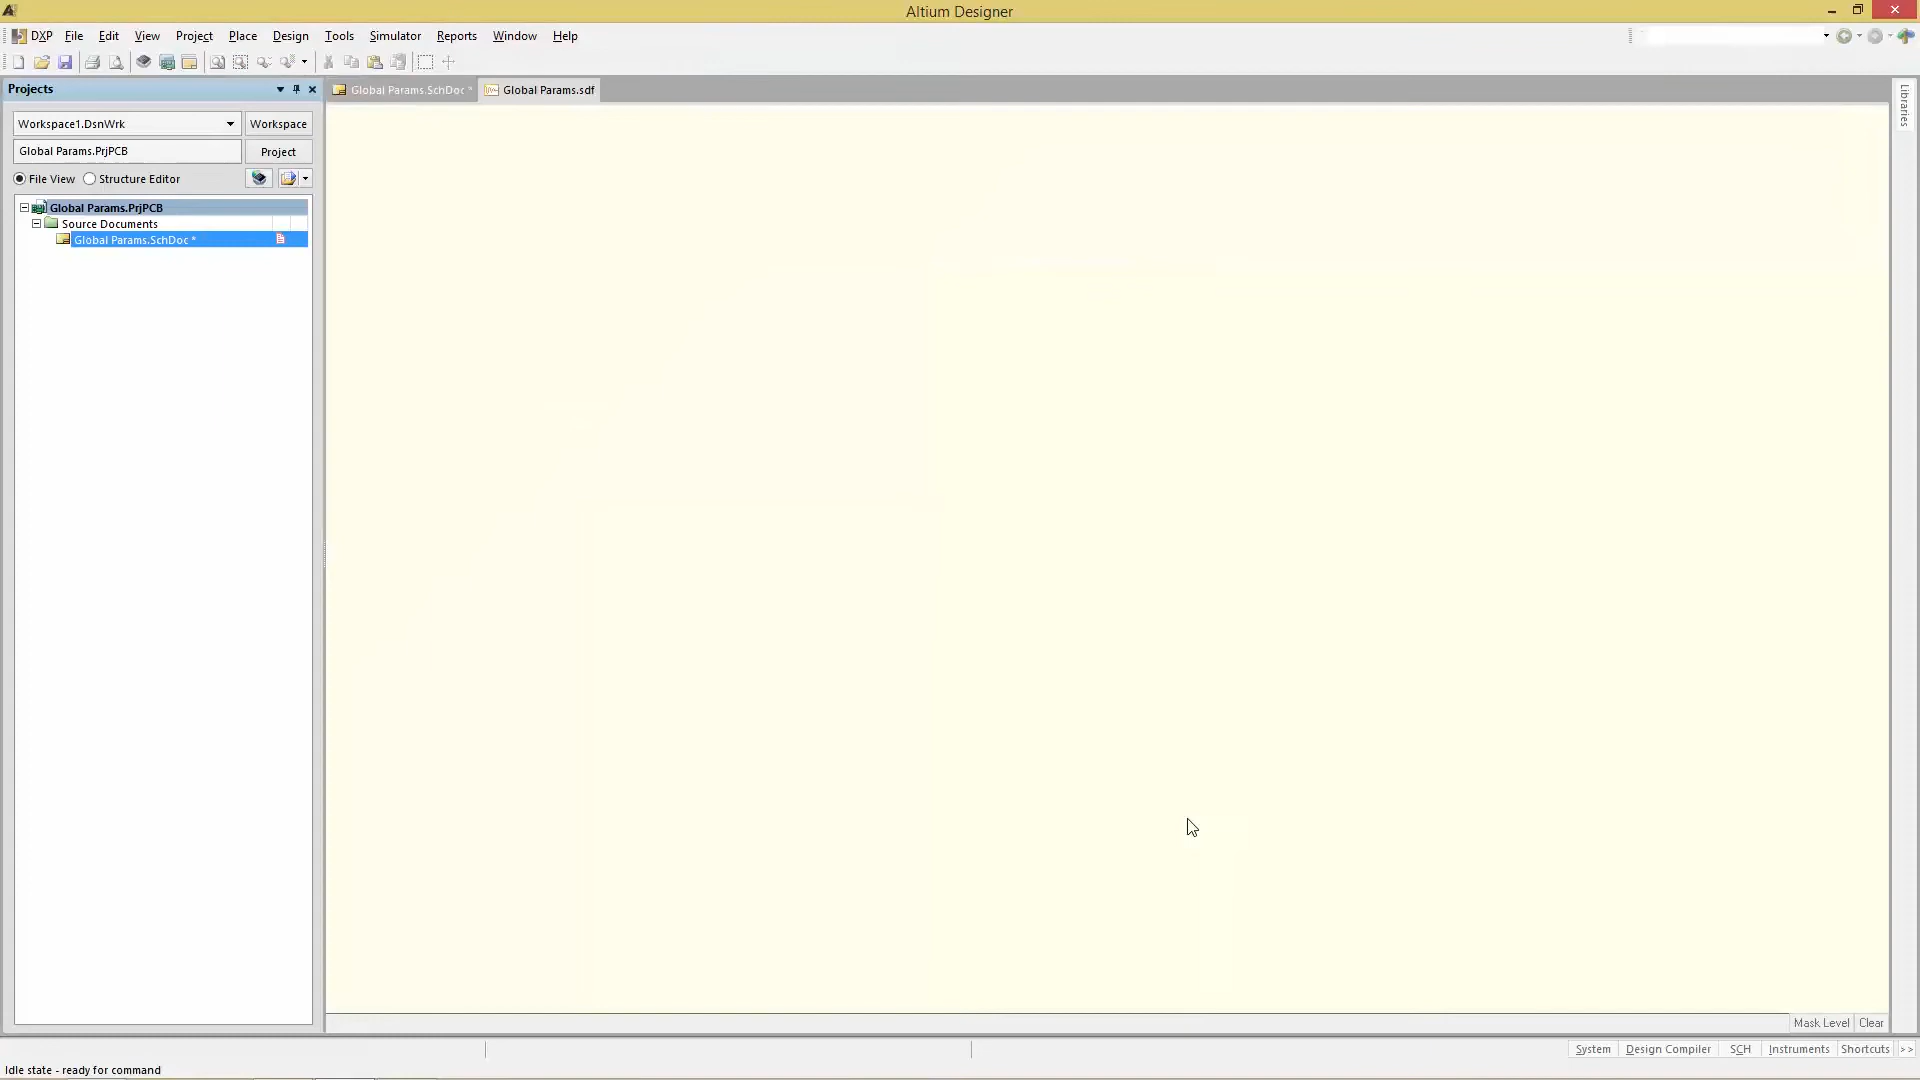 Altium Designer
DXP File Edit View Project Place Design Tools Simulator Reports Window Help
Projects
Global Params.SchDoc *
Global Params.sdf
Libraries
Workspace1.DsnWrk
Workspace
Global Params.PrjPCB
Project
File View
Structure Editor
Global Params.PrjPCB
Source Documents
Global Params.SchDoc *
Mask Level
Clear
System
Design Compiler
SCH
Instruments
Shortcuts
>>
Idle state - ready for command